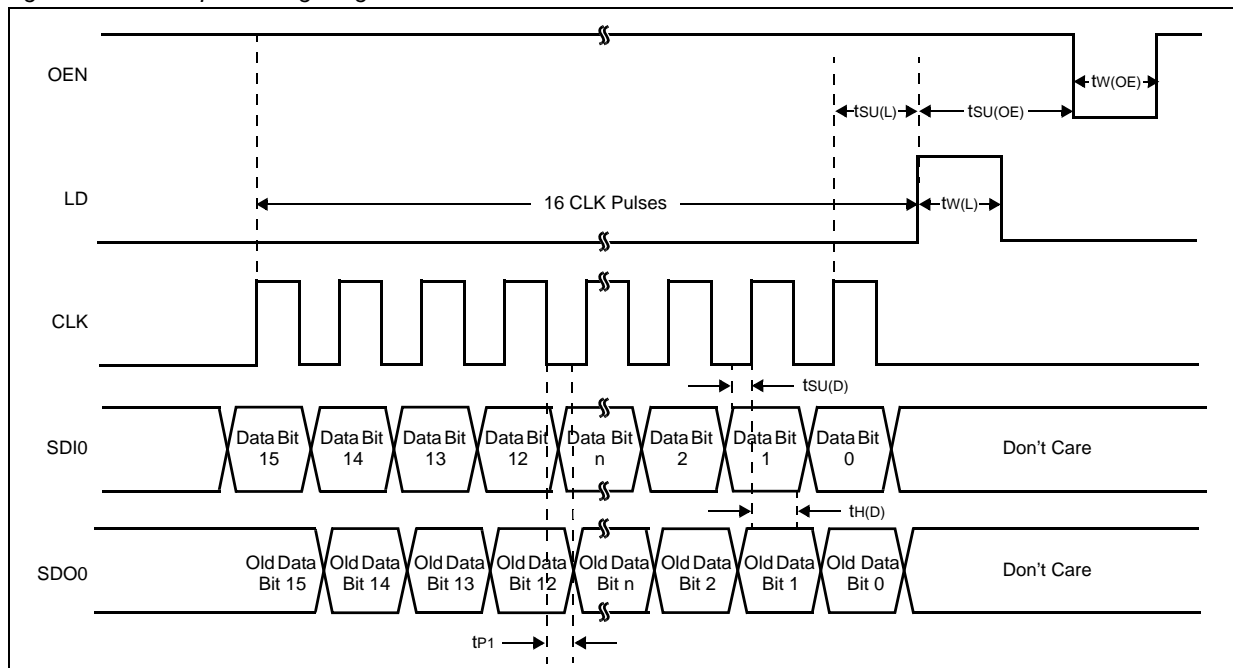 OEN
tW(OE)
tSU(L)
tSU(OE)
LD
16 CLK Pulses
tW(L)
CLK
tSU(D)
SDI0
Data Bit 15
Data Bit 14
Data Bit 13
Data Bit 12
Data Bit n
Data Bit 2
Data Bit 1
Data Bit 0
Don't Care
tH(D)
SDO0
Old Data Bit 15
Old Data Bit 14
Old Data Bit 13
Old Data Bit 12
Old Data Bit n
Old Data Bit 2
Old Data Bit 1
Old Data Bit 0
Don't Care
tP1